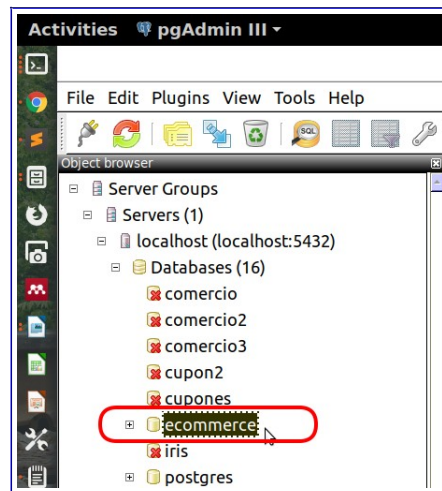 Activities pgAdmin III
File Edit Plugins View Tools Help
SQL
Object browser
Server Groups
Servers (1)
localhost (localhost:5432)
Databases (16)
comercio
comercio2
comercio3
cupon2
cupones
ecommerce
iris
postgres